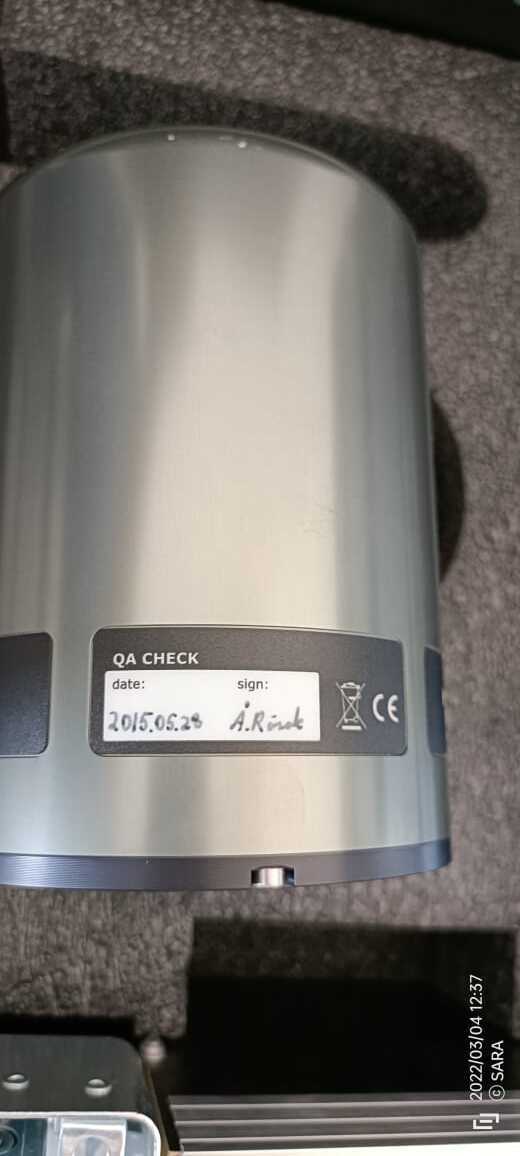 QA CHECK
date: sign:
2015.05.28 Å.
CE
2022/03/04 12:37
© SARA